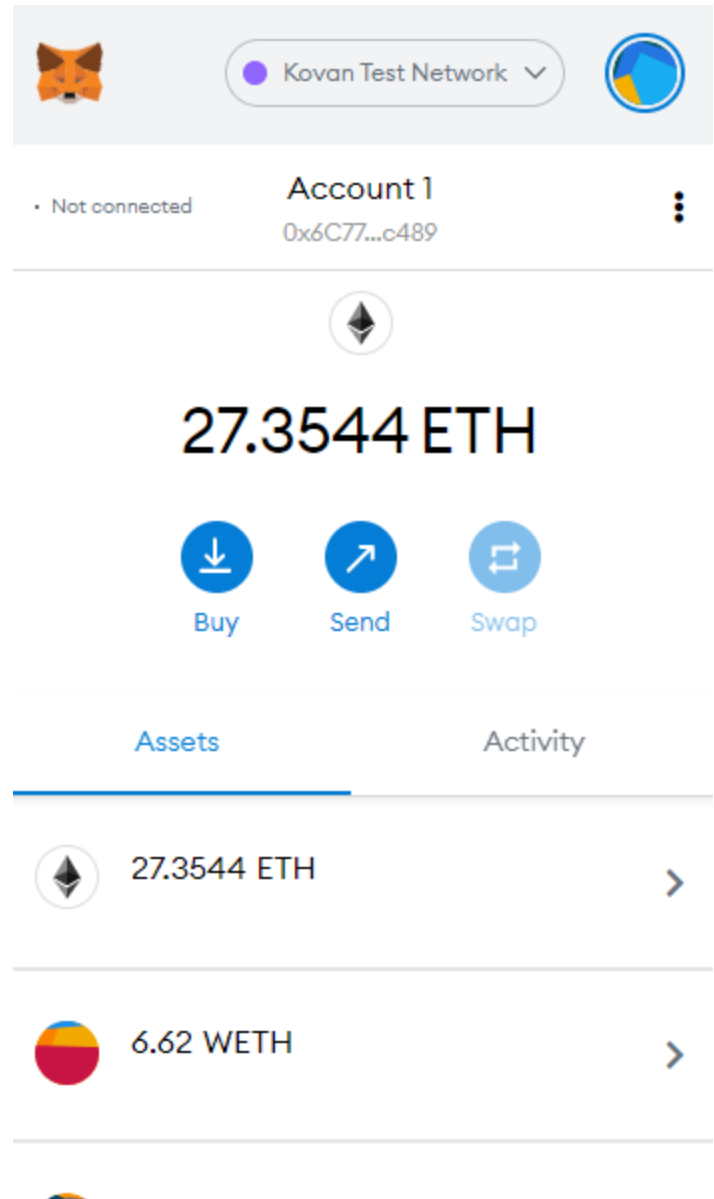 Kovan Test Network
Account 1
• Not connected
0x6C77...c489
27.3544 ETH
Buy Send Swap
Assets Activity
27.3544 ETH
6.62 WETH